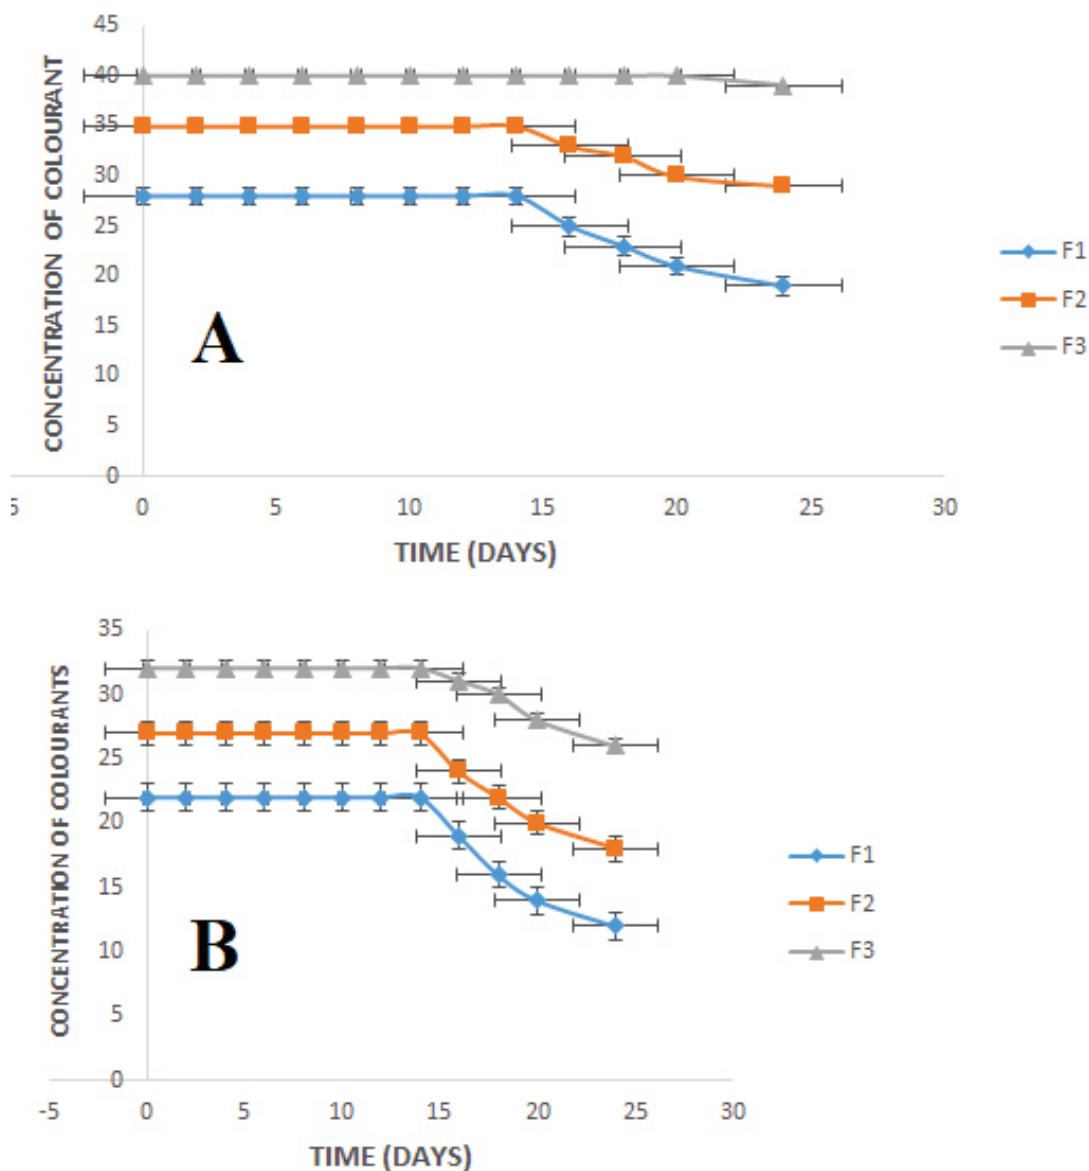 45
40
35
30
25
20
15
10
5
0
CONCENTRATION OF COLOURANT
A
F1
F2
F3
5 0 5 10 15 20 25 30
TIME (DAYS)
35
30
25
20
15
10
5
0
CONCENTRATION OF COLOURANTS
B
F1
F2
F3
-5 0 5 10 15 20 25 30
TIME (DAYS)